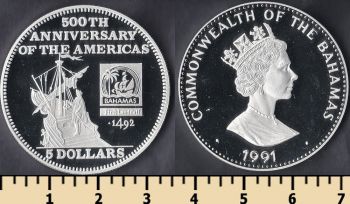 500TH
ANNIVERSARY
OF THE AMERICAS
BAHAMAS
·1492
5 DOLLARS
COMMONWEALTH OF THE BAHAMAS
1991
1 2 3 4 5 6 7